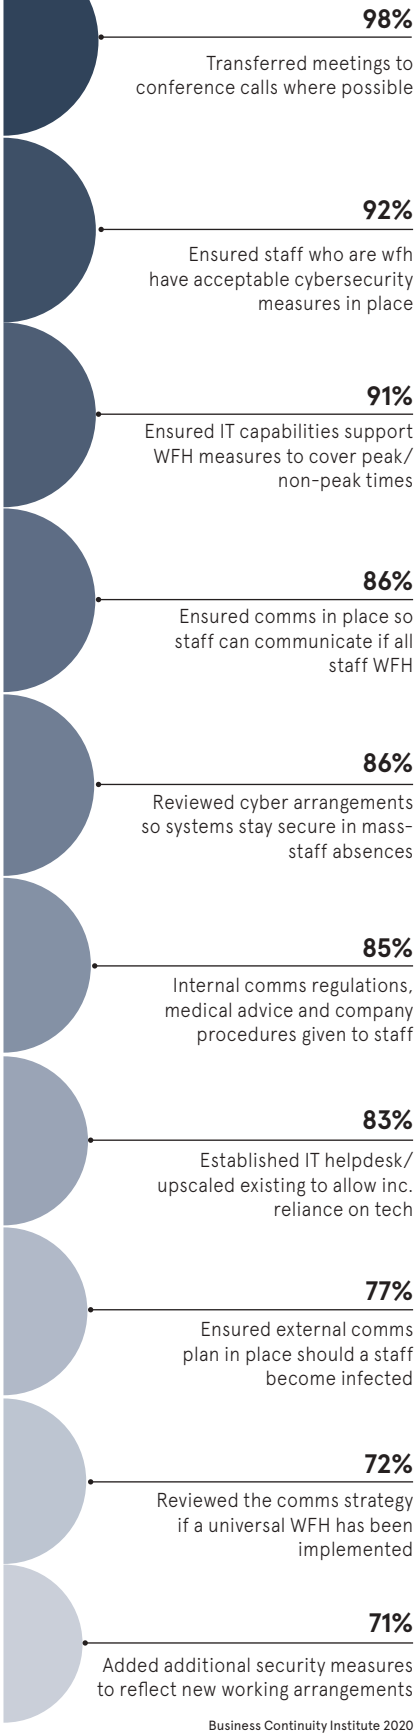 98%
Transferred meetings to
conference calls where possible
92%
Ensured staff who are wfh
have acceptable cybersecurity
measures in place
91%
Ensured IT capabilities support
WFH measures to cover peak/
non-peak times
86%
Ensured comms in place so
staff can communicate if all
staff WFH
86%
Reviewed cyber arrangements
so systems stay secure in mass-
staff absences
85%
Internal comms regulations,
medical advice and company
procedures given to staff
83%
Established IT helpdesk/
upscaled existing to allow inc.
reliance on tech
77%
Ensured external comms
plan in place should a staff
become infected
72%
Reviewed the comms strategy
if a universal WFH has been
implemented
71%
Added additional security measures
to reflect new working arrangements
Business Continuity Institute 2020